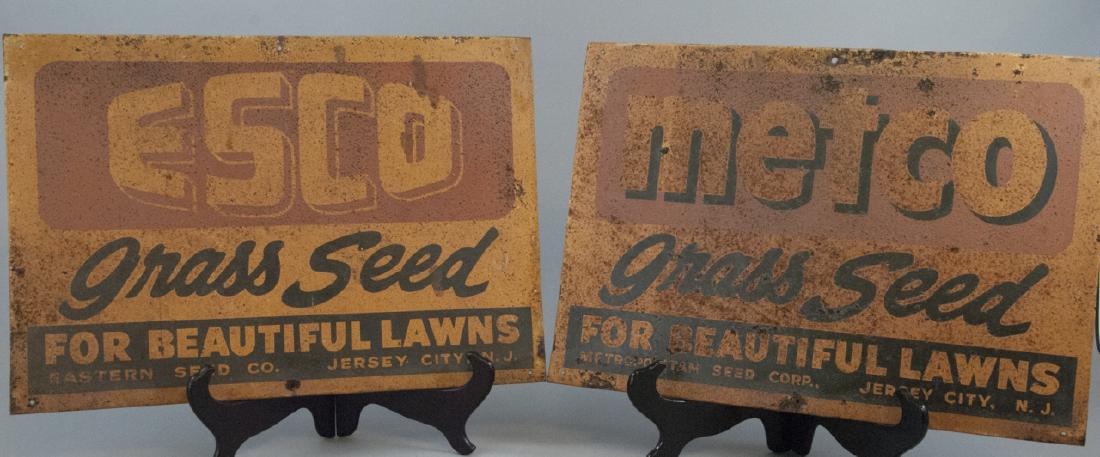 ESCO
Grass Seed
FOR BEAUTIFUL LAWNS
EASTERN SEED CO. JERSEY CITY, N.J.
metco
Grass Seed
FOR BEAUTIFUL LAWNS
METROPOLITAN SEED CORP., JERSEY CITY, N.J.